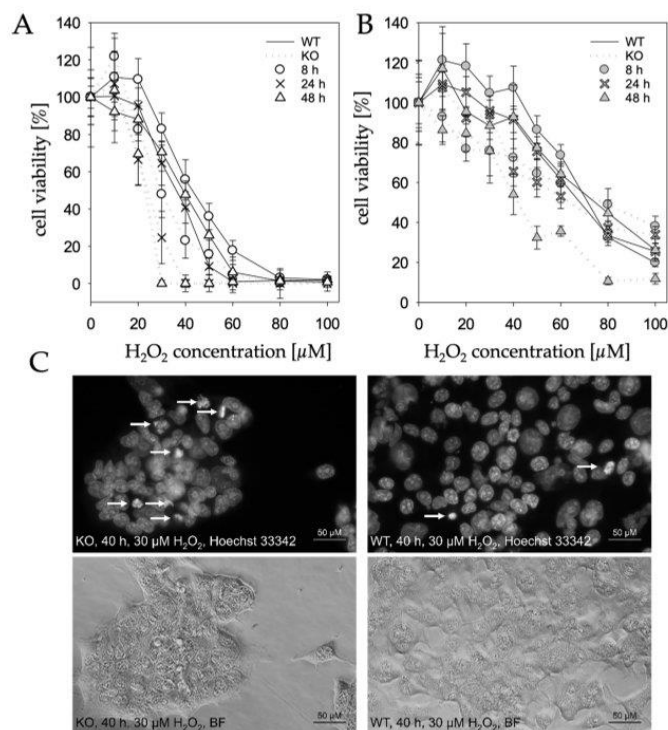 A
140
120
100
80
60
40
20
0
cell viability [%]
WT
KO
8 h
24 h
48 h
0 20 40 60 80 100
H₂O₂ concentration [µM]
B
140
120
100
80
60
40
20
0
cell viability [%]
WT
KO
8 h
24 h
48 h
0 20 40 60 80 100
H₂O₂ concentration [µM]
C
KO, 40 h, 30 µM H₂O₂, Hoechst 33342
50 µM
WT, 40 h, 30 µM H₂O₂, Hoechst 33342
50 µM
KO, 40 h, 30 µM H₂O₂, BF
50 µM
WT, 40 h, 30 µM H₂O₂, BF
50 µM